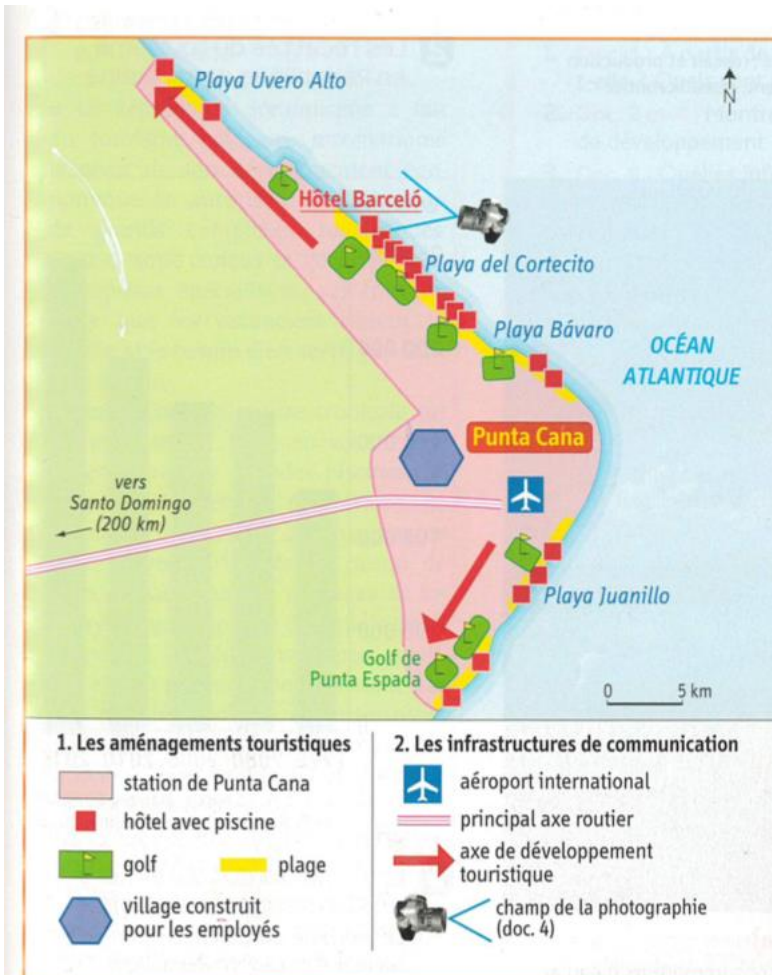 Playa Uvero Alto
N
Hôtel Barceló
Playa del Cortecito
Playa Bávaro
OCÉAN
ATLANTIQUE
Punta Cana
vers
Santo Domingo
(200 km)
Playa Juanillo
Golf de
Punta Espada
0 5 km
1. Les aménagements touristiques
station de Punta Cana
hôtel avec piscine
golf
plage
village construit
pour les employés
2. Les infrastructures de communication
aéroport international
principal axe routier
axe de développement
touristique
champ de la photographie
(doc. 4)